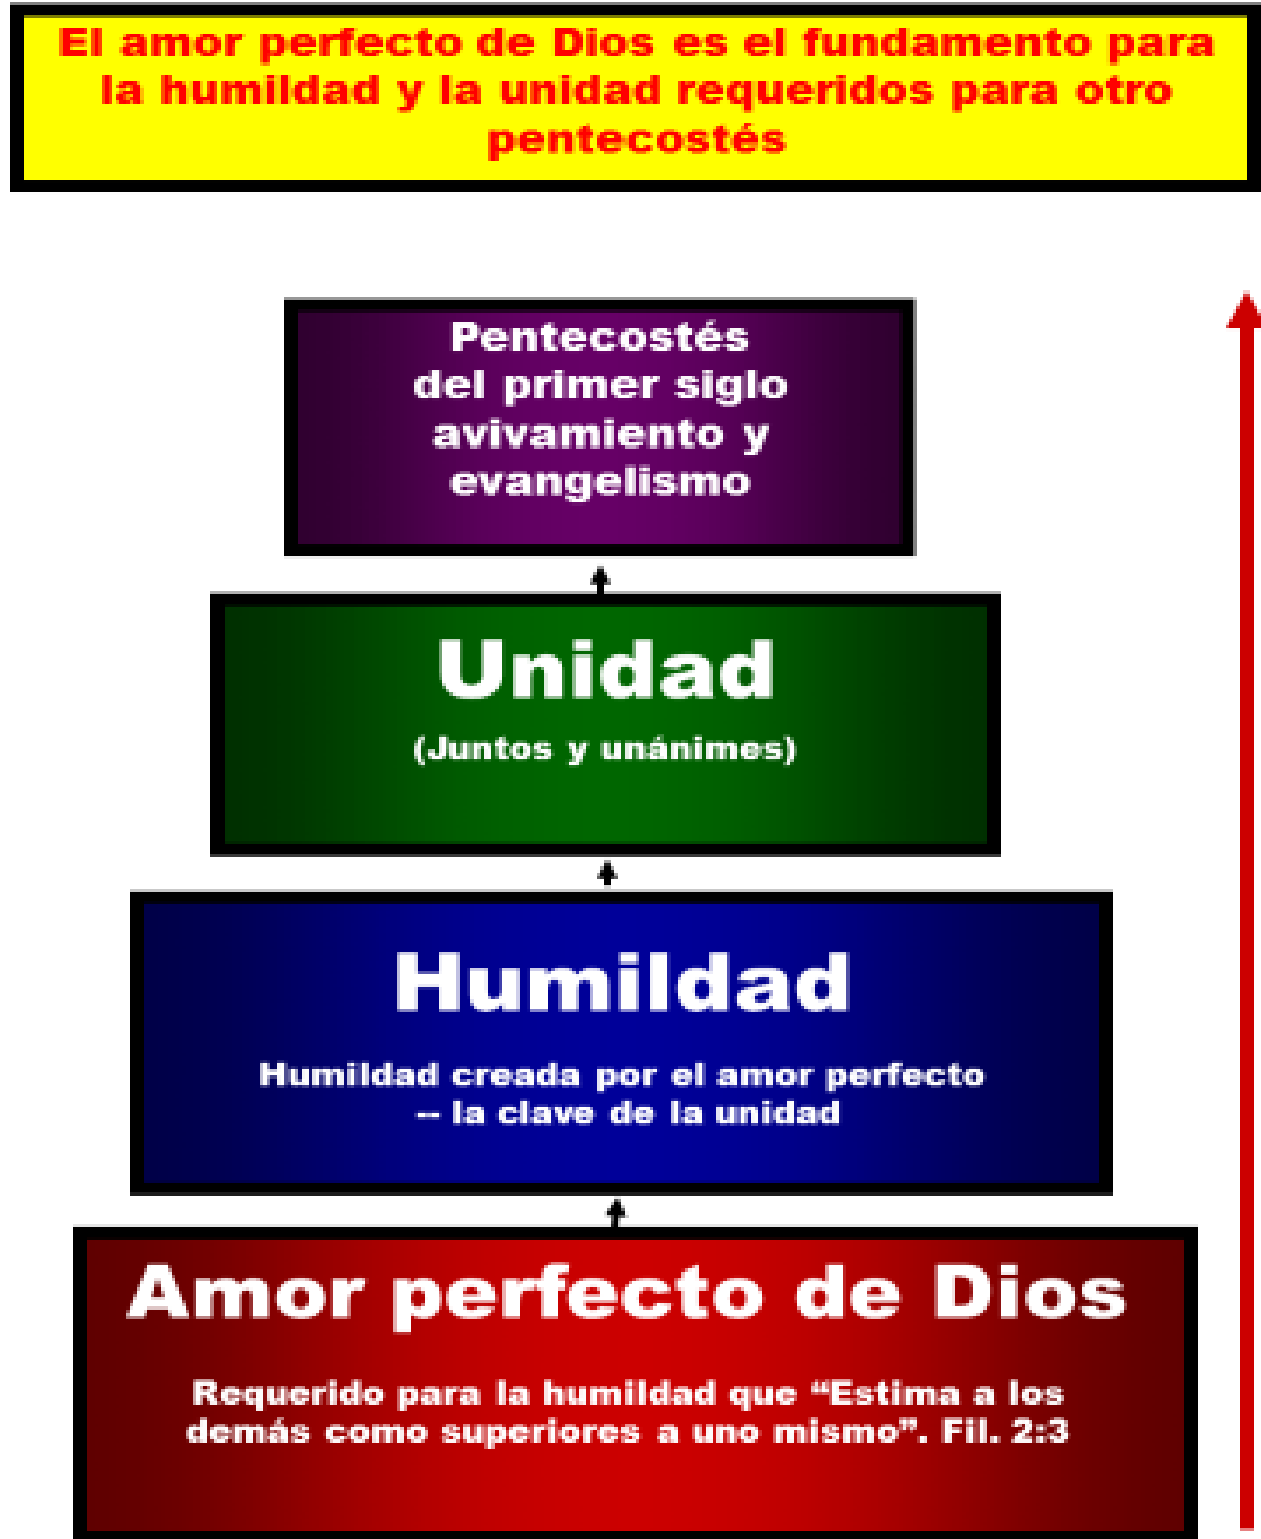 El amor perfecto de Dios es el fundamento para
la humildad y la unidad requeridos para otro
pentecostés
Pentecostés
del primer siglo
avivamiento y
evangelismo
Unidad
(Juntos y unánimes)
Humildad
Humildad creada por el amor perfecto
-- la clave de la unidad
Amor perfecto de Dios
Requerido para la humildad que “Estima a los
demás como superiores a uno mismo”. Fil. 2:3